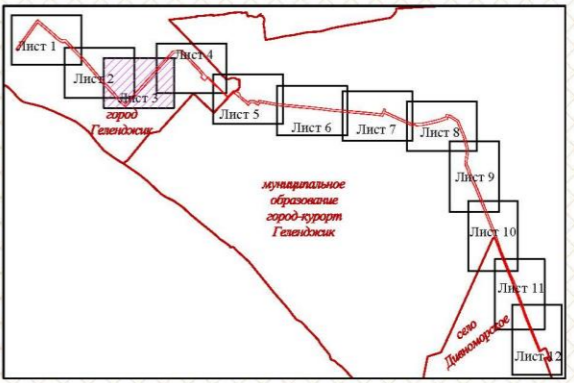 Лист 1
Лист 2
Лист 3
Лист 4
город
Геленджик
Лист 5
Лист 6
Лист 7
Лист 8
Лист 9
муниципальное
образование
город-курорт
Геленджик
Лист 10
Лист 11
село
Дивноморское
Лист 12